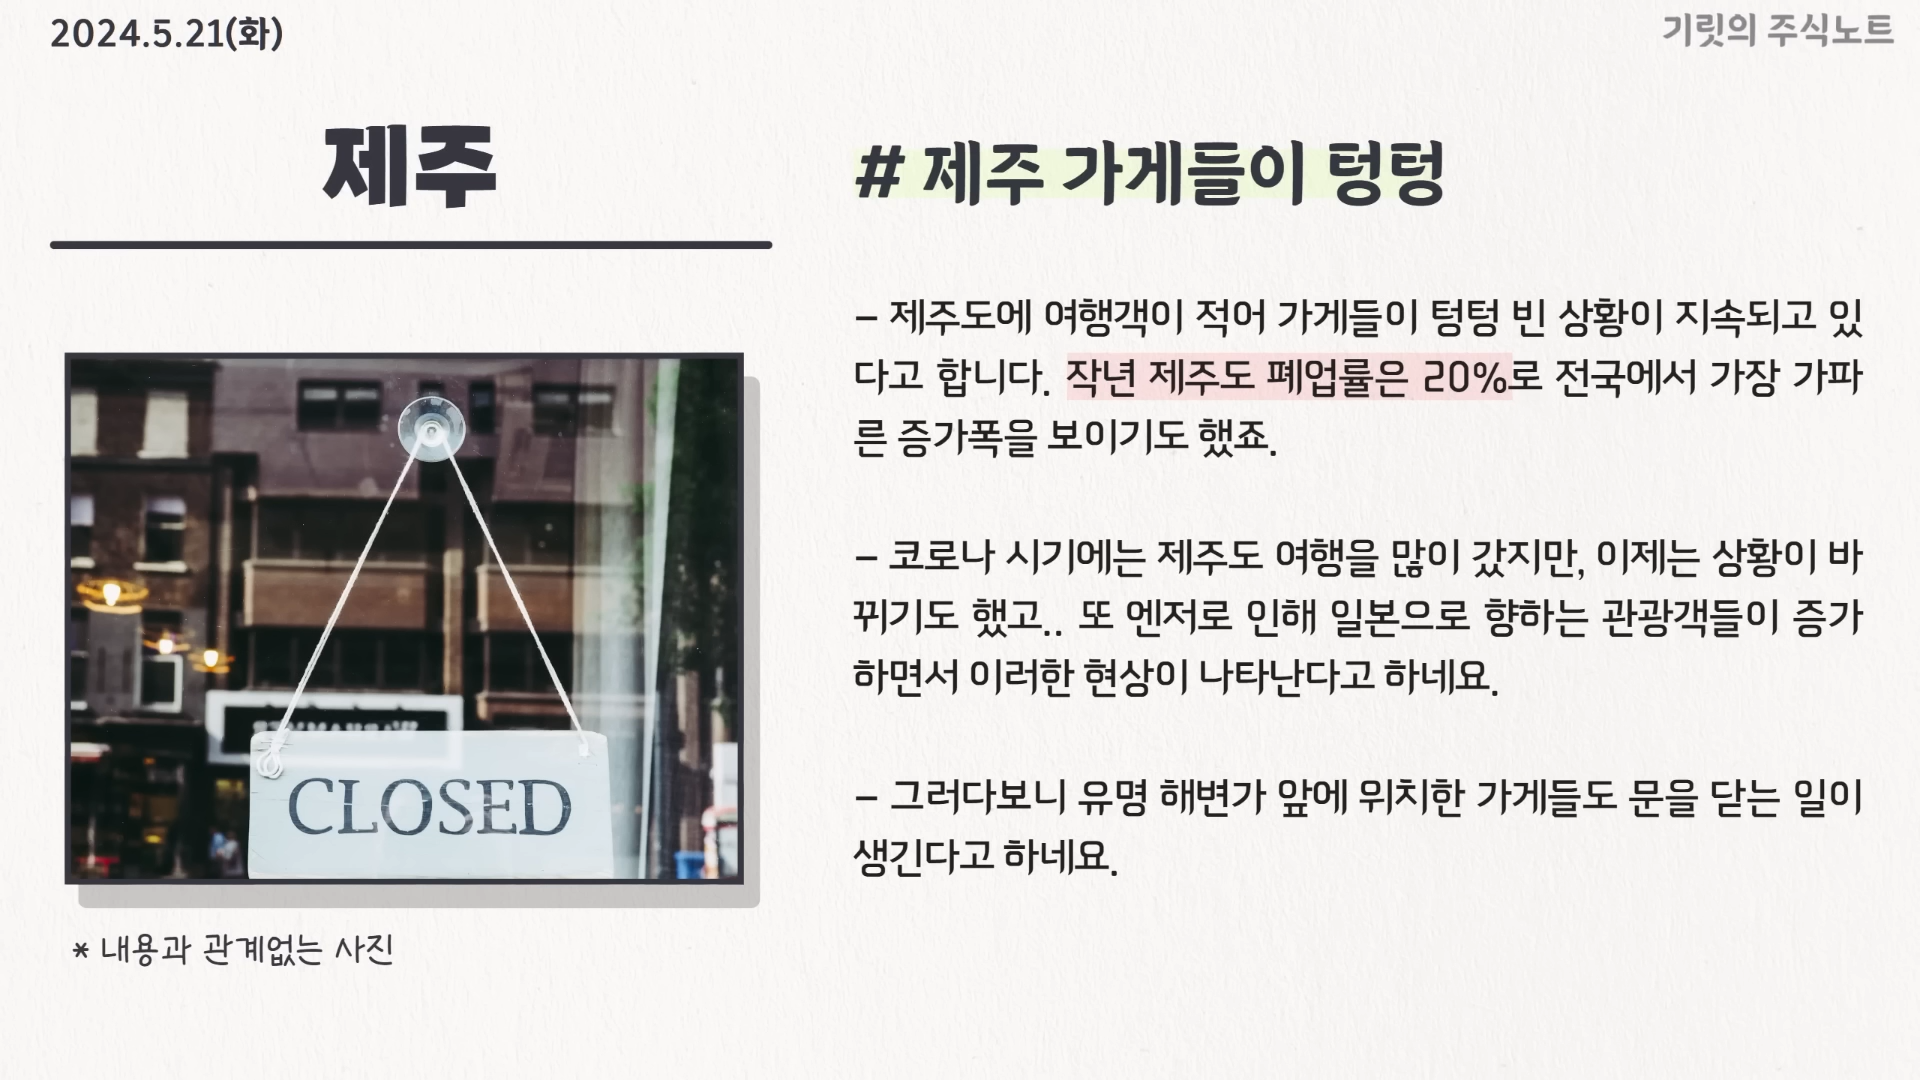 2024.5.21(화)
기릿의 주식노트
제주
# 제주 가게들이 텅텅
– 제주도에 여행객이 적어 가게들이 텅텅 빈 상황이 지속되고 있
다고 합니다. 작년 제주도 폐업률은 20%로 전국에서 가장 가파
른 증가폭을 보이기도 했죠.
– 코로나 시기에는 제주도 여행을 많이 갔지만, 이제는 상황이 바
뀌기도 했고.. 또 엔저로 인해 일본으로 향하는 관광객들이 증가
하면서 이러한 현상이 나타난다고 하네요.
– 그러다보니 유명 해변가 앞에 위치한 가게들도 문을 닫는 일이
생긴다고 하네요.
CLOSED
* 내용과 관계없는 사진